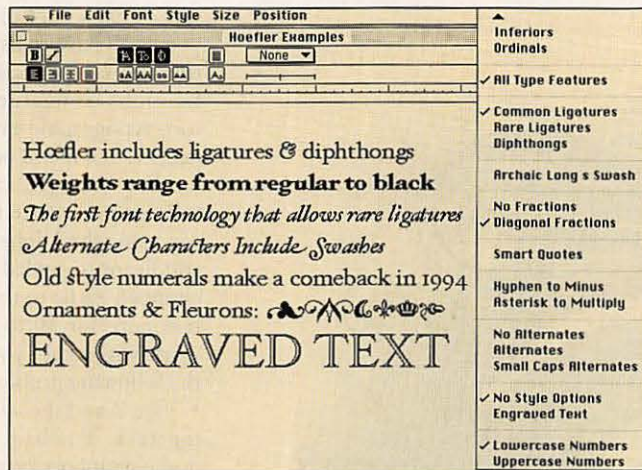 File Edit Font Style Size Position
Hoefler Examples
None
Hœfler includes ligatures & diphthongs
Weights range from regular to black
The first font technology that allows rare ligatures
Alternate Characters Include Swashes
Old style numerals make a comeback in 1994
Ornaments & Fleurons:
ENGRAVED TEXT
Inferiors
Ordinals
✓ All Type Features
✓ Common Ligatures
Rare Ligatures
Diphthongs
Archaic Long s Swash
No Fractions
✓ Diagonal Fractions
Smart Quotes
Hyphen to Minus
Asterisk to Multiply
No Alternates
Alternates
Small Caps Alternates
✓ No Style Options
Engraved Text
✓ Lowercase Numbers
Uppercase Numbers